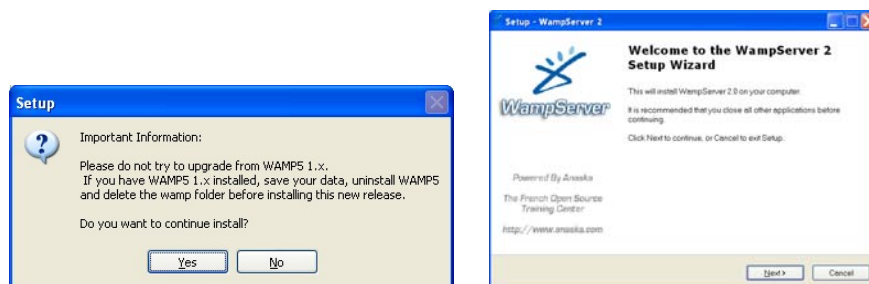 Setup
Important Information:
Please do not try to upgrade from WAMP5 1.x.
If you have WAMP5 1.x installed, save your data, uninstall WAMP5
and delete the wamp folder before installing this new release.
Do you want to continue install?
Yes
No
Setup - WampServer 2
Welcome to the WampServer 2
Setup Wizard
This will install WampServer 2.0 on your computer.
It is recommended that you close all other applications before
continuing.
Click Next to continue, or Cancel to exit Setup.
WampServer
Powered By Anaska
The French Open Source
Training Center
http://www.anaska.com
Next >
Cancel